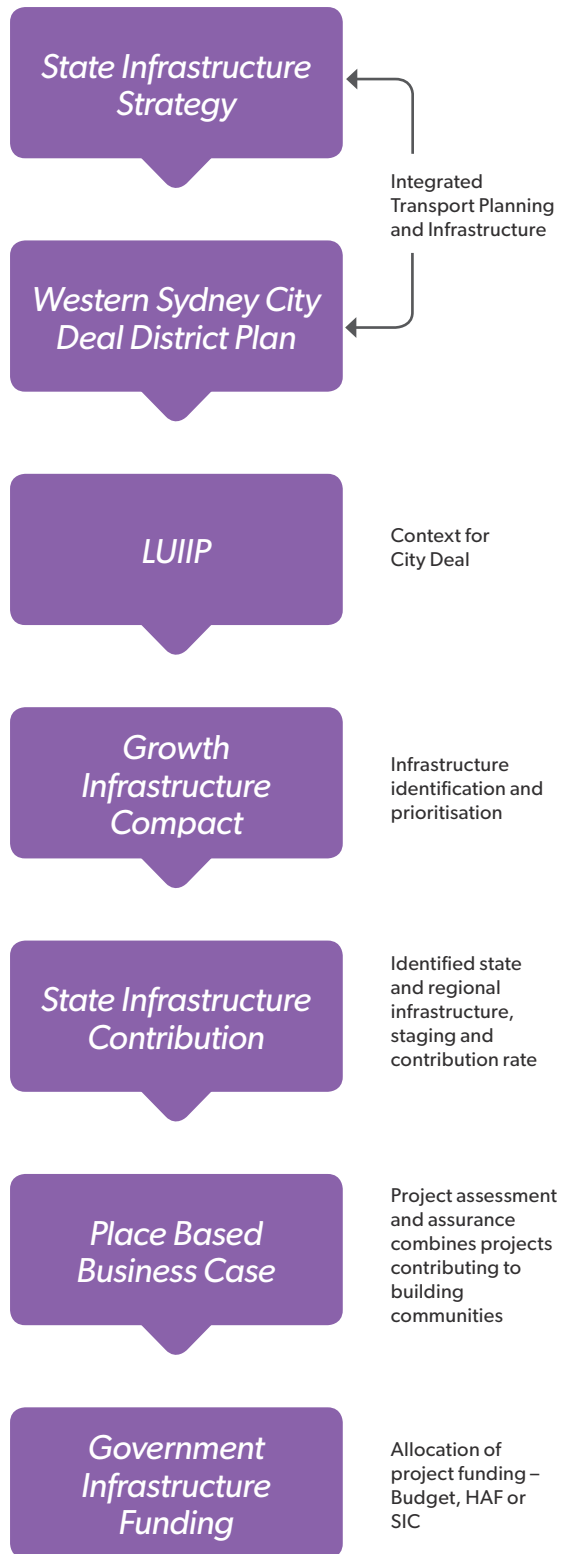 State Infrastructure
Strategy
Integrated
Transport Planning
and Infrastructure
Western Sydney City
Deal District Plan
LUIIP
Context for
City Deal
Growth
Infrastructure
Compact
Infrastructure
identification and
prioritisation
State Infrastructure
Contribution
Identified state
and regional
infrastructure,
staging and
contribution rate
Place Based
Business Case
Project assessment
and assurance
combines projects
contributing to
building
communities
Government
Infrastructure
Funding
Allocation of
project funding –
Budget, HAF or
SIC